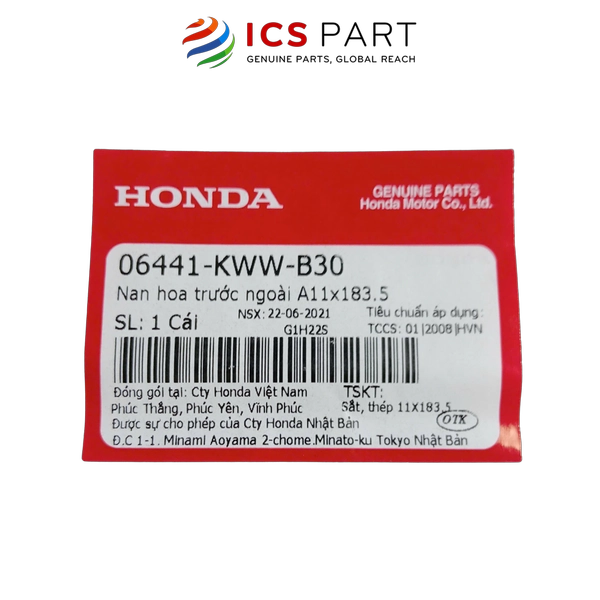 ICS PART
GENUINE PARTS, GLOBAL REACH
HONDA
GENUINE PARTS
Honda Motor Co., Ltd.
06441-KWW-B30
Nan hoa trước ngoài A11x183.5
SL: 1 Cái
NSX: 22-06-2021
G1H22S
Tiêu chuẩn áp dụng:
TCCS: 01|2008|HVN
Đóng gói tại: Cty Honda Việt Nam
Phúc Thắng, Phúc Yên, Vĩnh Phúc
TSKT:
Sắt, thép 11X183,5
Được sự cho phép của Cty Honda Nhật Bản
OTK
Đ.C 1-1. Minami Aoyama 2-chome.Minato-ku Tokyo Nhật Bản